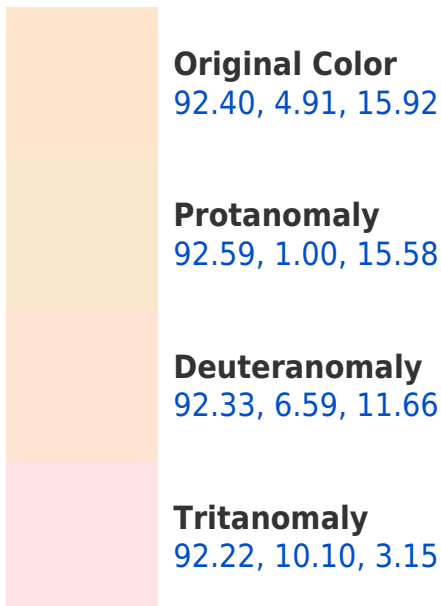 Original Color
92.40, 4.91, 15.92
Protanomaly
92.59, 1.00, 15.58
Deuteranomaly
92.33, 6.59, 11.66
Tritanomaly
92.22, 10.10, 3.15